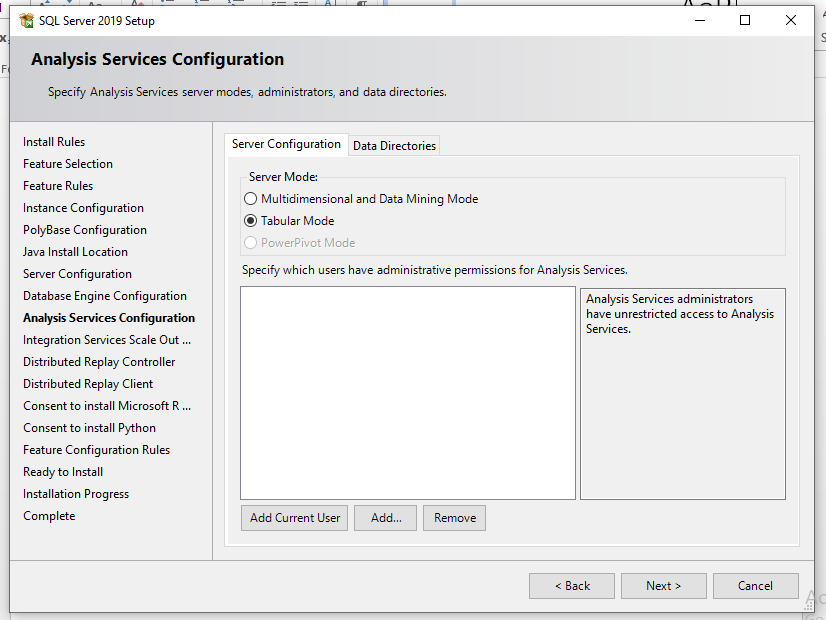 SQL Server 2019 Setup
Analysis Services Configuration
Specify Analysis Services server modes, administrators, and data directories.
Install Rules
Feature Selection
Feature Rules
Instance Configuration
PolyBase Configuration
Java Install Location
Server Configuration
Database Engine Configuration
Analysis Services Configuration
Integration Services Scale Out ...
Distributed Replay Controller
Distributed Replay Client
Consent to install Microsoft R ...
Consent to install Python
Feature Configuration Rules
Ready to Install
Installation Progress
Complete
Server Configuration
Data Directories
Server Mode:
Multidimensional and Data Mining Mode
Tabular Mode
PowerPivot Mode
Specify which users have administrative permissions for Analysis Services.
Analysis Services administrators
have unrestricted access to Analysis
Services.
Add Current User
Add...
Remove
< Back
Next >
Cancel